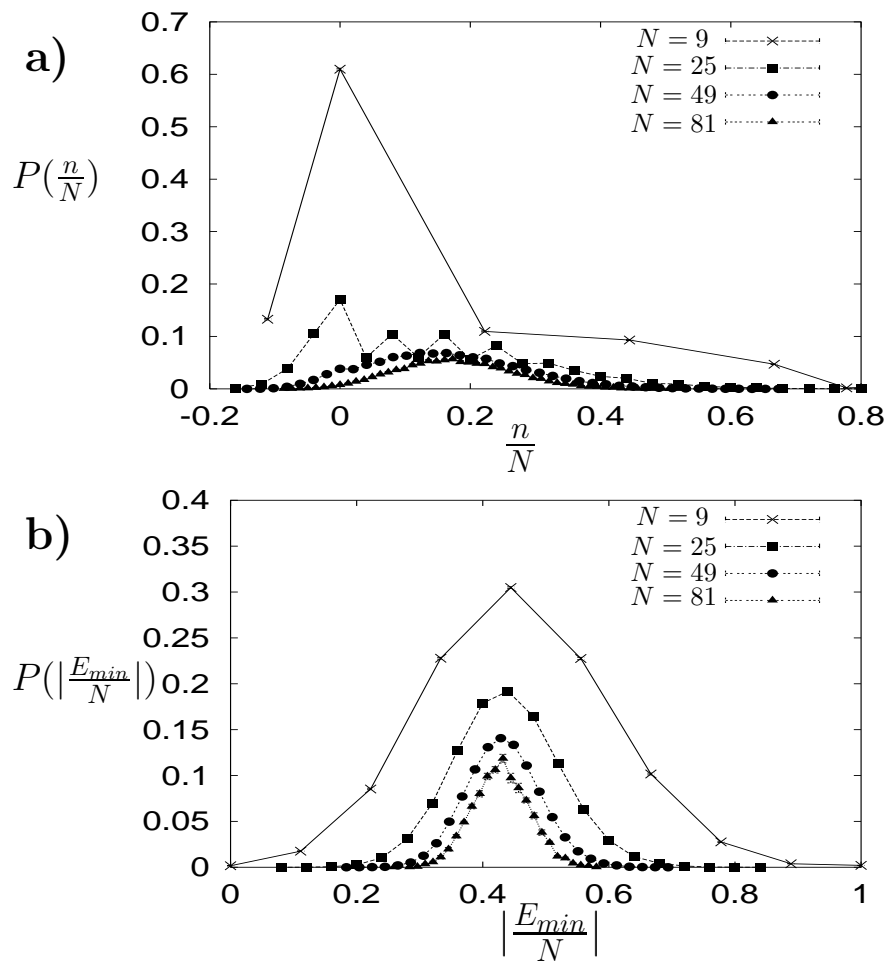 a)
0.7
0.6
0.5
0.4
0.3
0.2
0.1
0
P(n/N)
N = 9
N = 25
N = 49
N = 81
-0.2 0 0.2 0.4 0.6 0.8
n/N
b)
0.4
0.35
0.3
0.25
0.2
0.15
0.1
0.05
0
P(|E_min/N|)
N = 9
N = 25
N = 49
N = 81
0 0.2 0.4 0.6 0.8 1
|E_min/N|